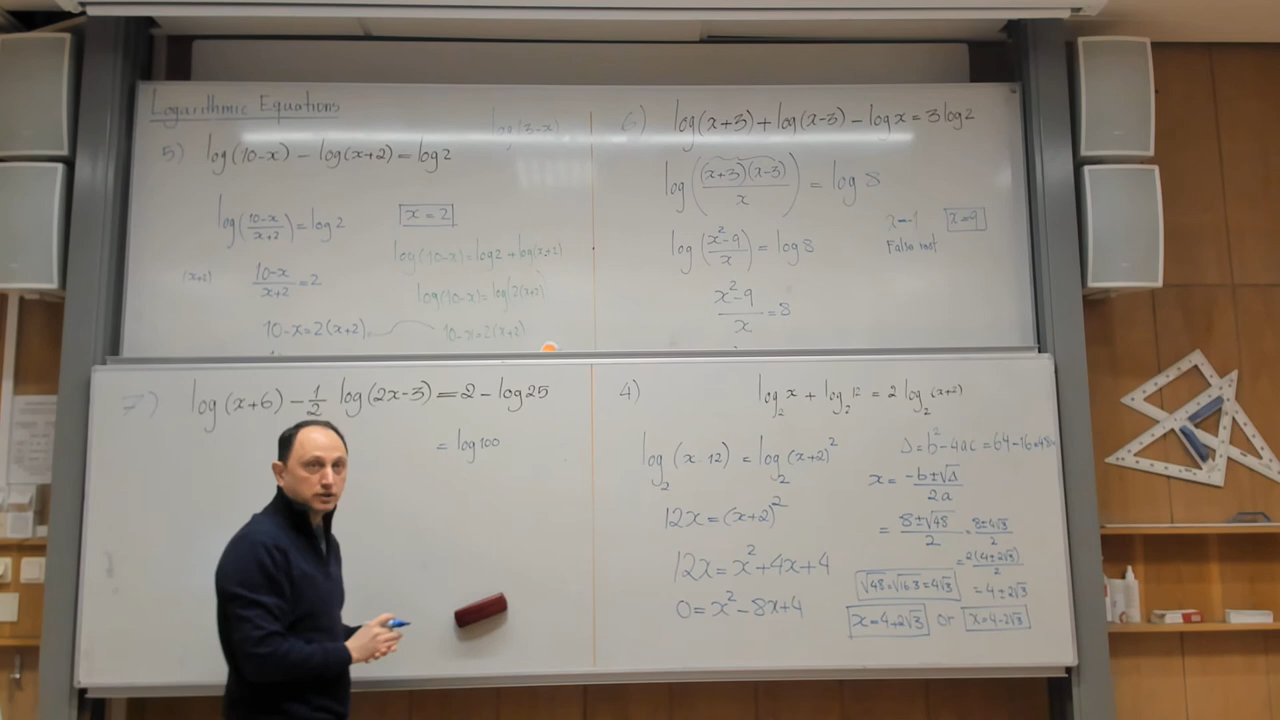 Logarithmic Equations
5) log(10-x) - log(x+2) = log2
log((10-x)/(x+2)) = log2
x=2
(x+2) (10-x)/(x+2) = 2
log(10-x) = log2 + log(x+2)
log(10-x) = log(2(x+2))
10-x=2(x+2)
10-x=2(x+2)
log(3-x)
6) log(x+3) + log(x-3) - logx = 3log2
log((x+3)(x-3)/x) = log 8
log((x²-9)/x) = log8
(x²-9)/x = 8
x=-1 x=9
False root
7) log(x+6) - 1/2 log(2x-3) = 2 - log25
= log100
4) log₂ x + log₂ 12 = 2 log₂ (x+2)
log₂ (x·12) = log₂ (x+2)²
12x = (x+2)²
12x = x²+4x+4
0 = x²-8x+4
Δ = b²-4ac = 64-16=48
x = (-b±√Δ)/2a
= (8±√48)/2 = (8±4√3)/2
= 2(4±2√3)/2
√48=√16·3=4√3
= 4±2√3
x=4+2√3 or x=4-2√3